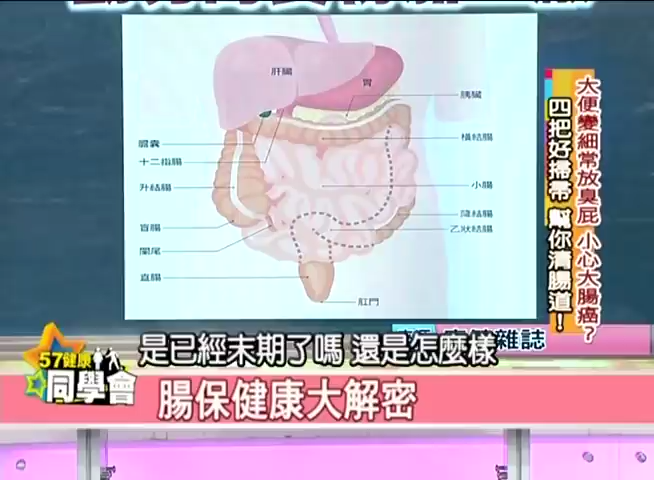 肝臟
胃
胰臟
膽囊
橫結腸
十二指腸
升結腸
小腸
盲腸
降結腸
乙狀結腸
闌尾
直腸
肛門
大便變細常放臭屁 小心大腸癌？
四把好掃帚 幫你清腸道！
雜誌
是已經末期了嗎 還是怎麼樣
57健康
同學會
腸保健康大解密